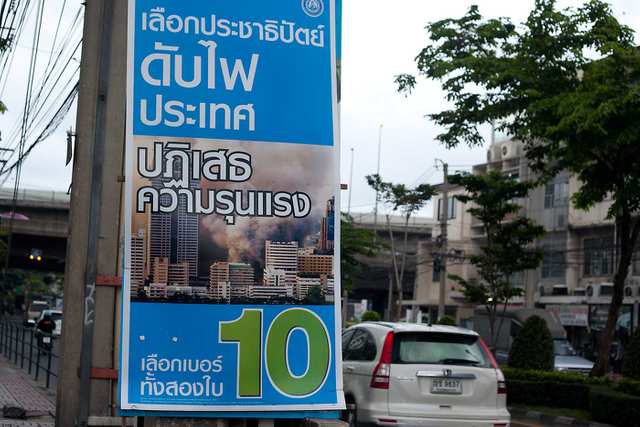 เลือกประชาธิปัตย์
ดับไฟ
ประเทศ
ปฏิเสธ
ความรุนแรง
เลือกเบอร์
ทั้งสองใบ
10